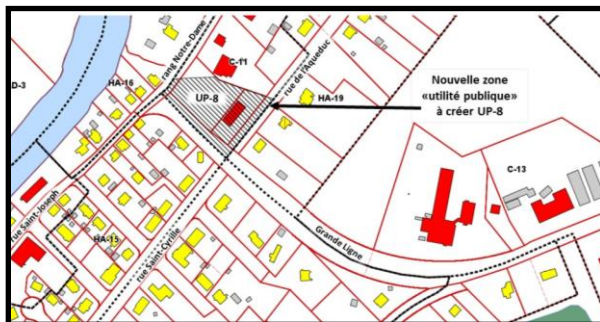 rang Notre-Dame
C-11
rue de l'Aqueduc
D-3
HA-16
UP-8
HA-19
Nouvelle zone
«utilité publique»
à créer UP-8
C-13
rue Saint-Joseph
HA-15
rue Saint-Cyrille
Grande Ligne